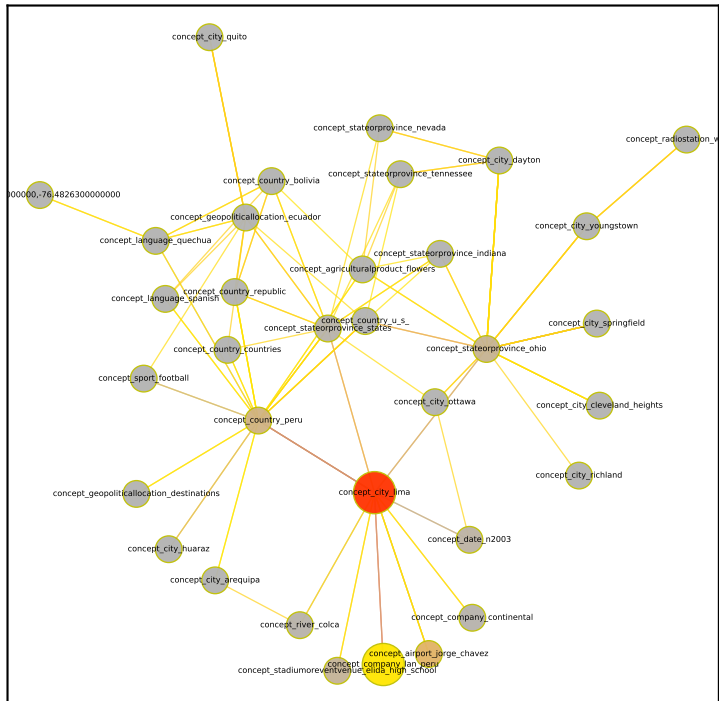 concept_city_quito
concept_stateorprovince_nevada
concept_radiostation_w
concept_city_dayton
concept_stateorprovince_tennessee
concept_country_bolivia
000000,-76.4826300000000
concept_geopoliticallocation_ecuador
concept_city_youngstown
concept_language_quechua
concept_stateorprovince_indiana
concept_agriculturalproduct_flowers
concept_country_republic
concept_language_spanish
concept_country_u_s_
concept_stateorprovince_states
concept_city_springfield
concept_country_countries
concept_stateorprovince_ohio
concept_sport_football
concept_city_ottawa
concept_city_cleveland_heights
concept_country_peru
concept_city_richland
concept_geopoliticallocation_destinations
concept_city_lima
concept_date_n2003
concept_city_huaraz
concept_city_arequipa
concept_company_continental
concept_river_colca
concept_airport_jorge_chavez
concept_company_lan_peru
concept_stadiumoreventvenue_elida_high_school